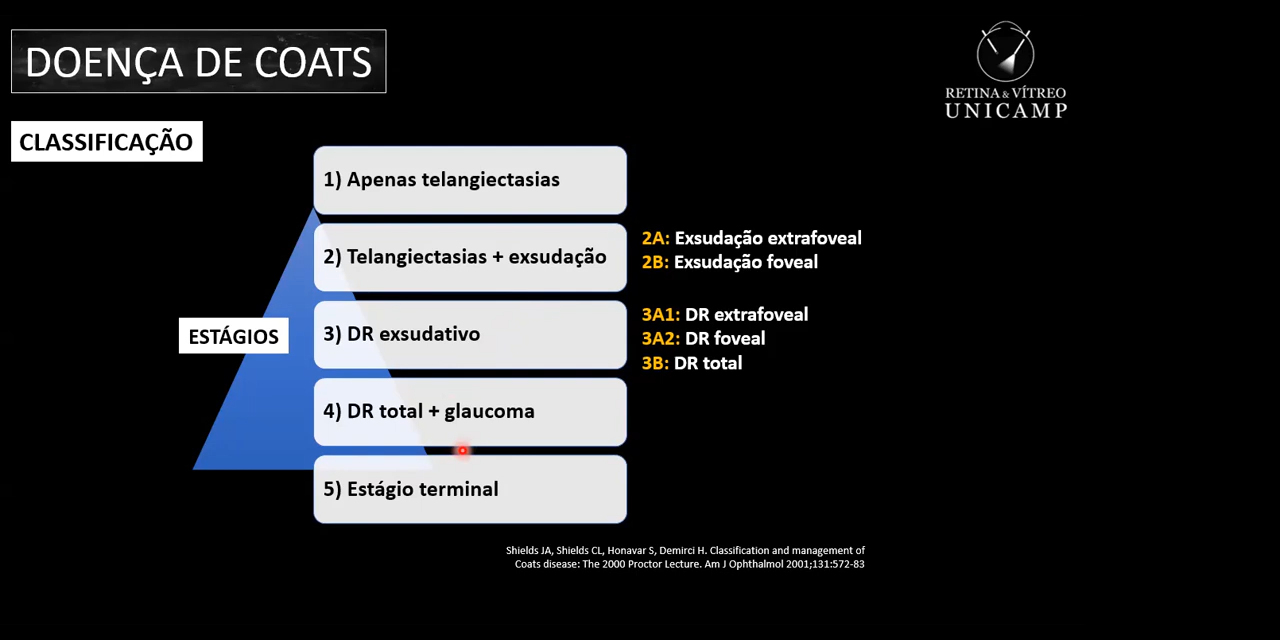 DOENÇA DE COATS
RETINA & VÍTREO
UNICAMP
CLASSIFICAÇÃO
1) Apenas telangiectasias
2) Telangiectasias + exsudação
2A: Exsudação extrafoveal
2B: Exsudação foveal
ESTÁGIOS
3) DR exsudativo
3A1: DR extrafoveal
3A2: DR foveal
3B: DR total
4) DR total + glaucoma
5) Estágio terminal
Shields JA, Shields CL, Honavar S, Demirci H. Classification and management of
Coats disease: The 2000 Proctor Lecture. Am J Ophthalmol 2001;131:572-83